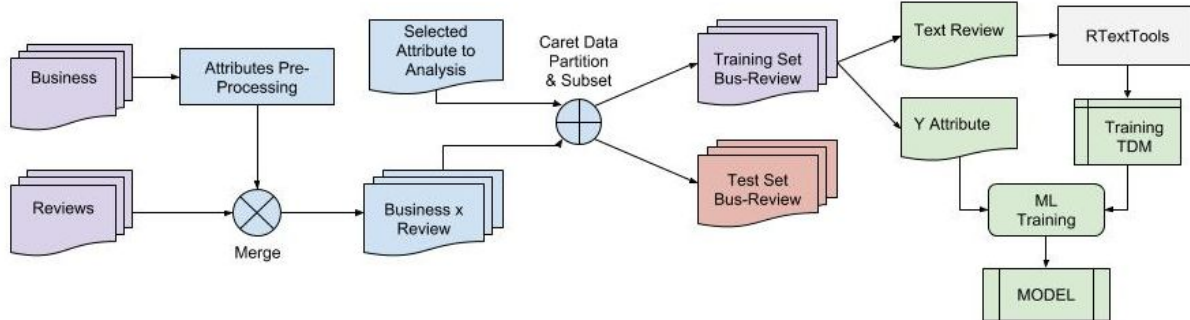 Business
Attributes Pre-
Processing
Reviews
Merge
Selected
Attribute to
Analysis
Business x
Review
Caret Data
Partition
& Subset
Training Set
Bus-Review
Test Set
Bus-Review
Text Review
Y Attribute
RTextTools
Training
TDM
ML
Training
MODEL